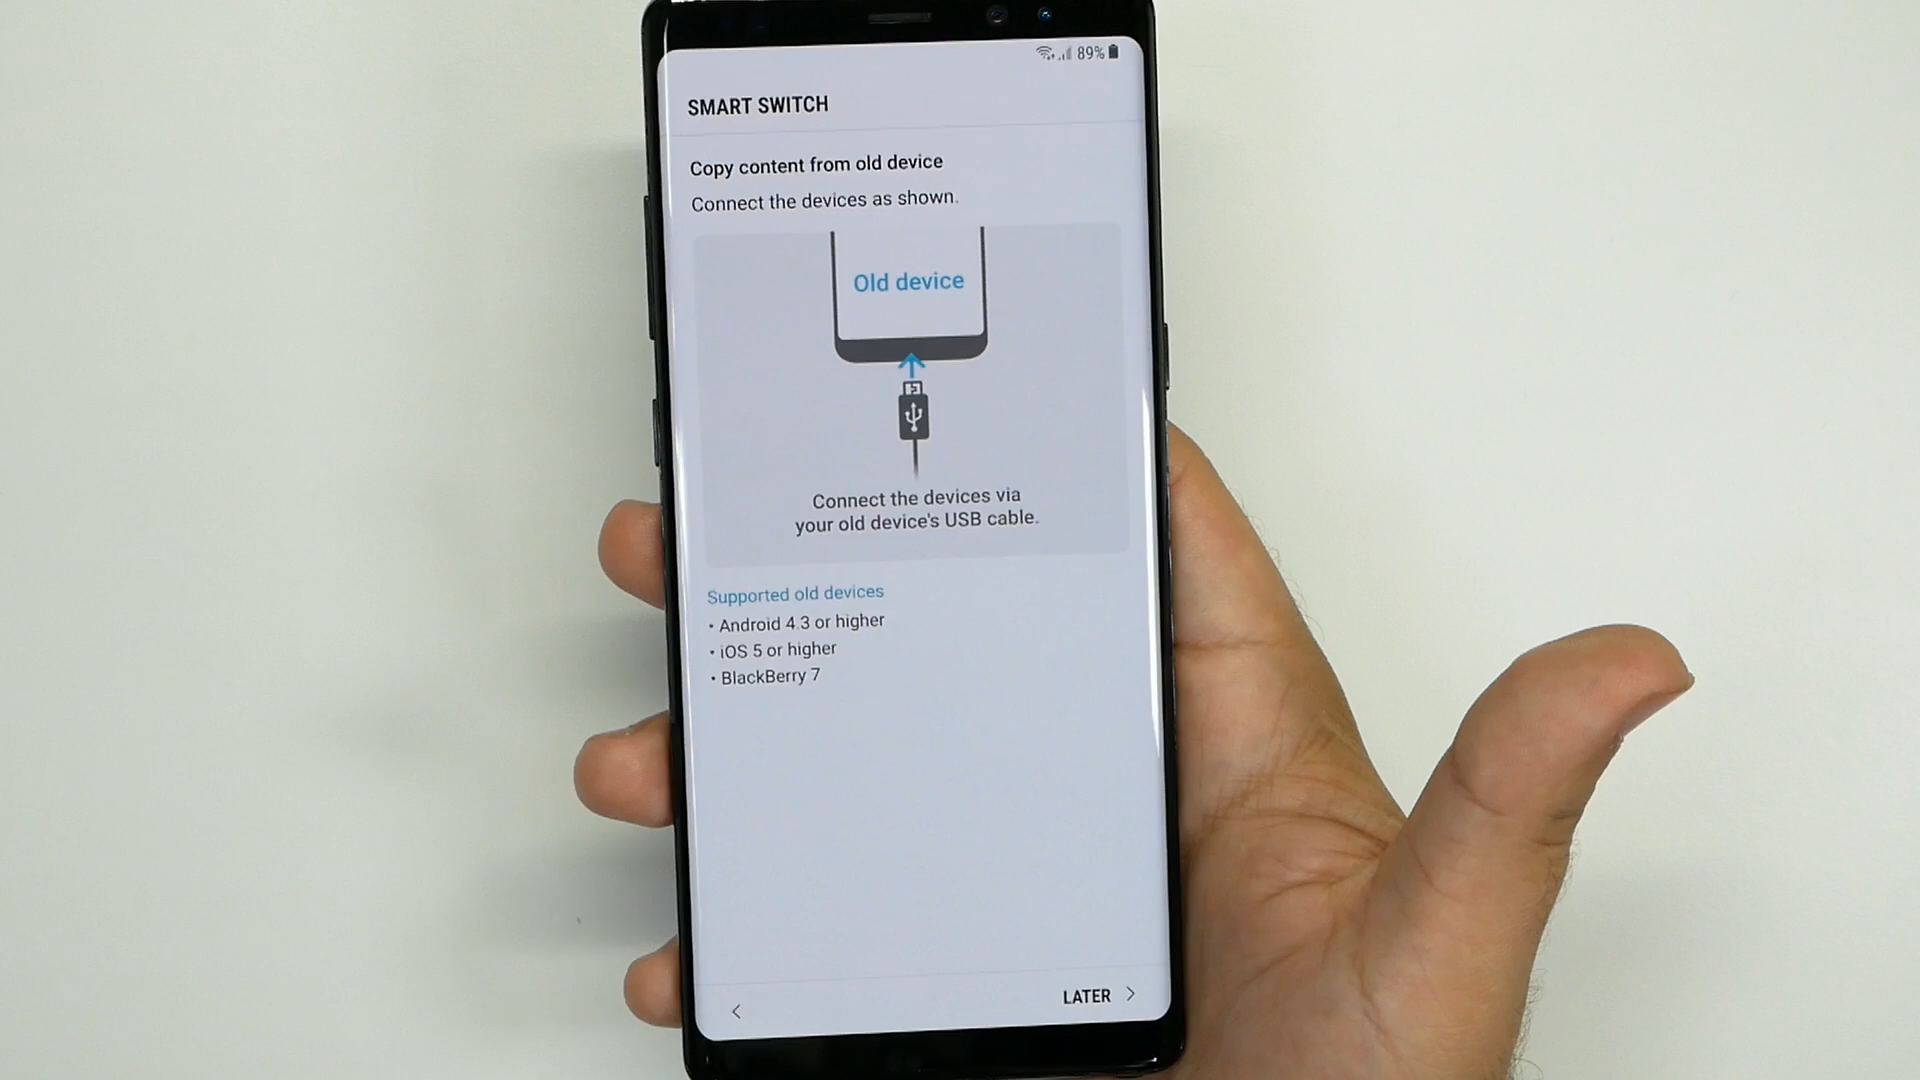 89%
SMART SWITCH
Copy content from old device
Connect the devices as shown.
Old device
Connect the devices via
your old device's USB cable.
Supported old devices
• Android 4.3 or higher
• iOS 5 or higher
• BlackBerry 7
LATER